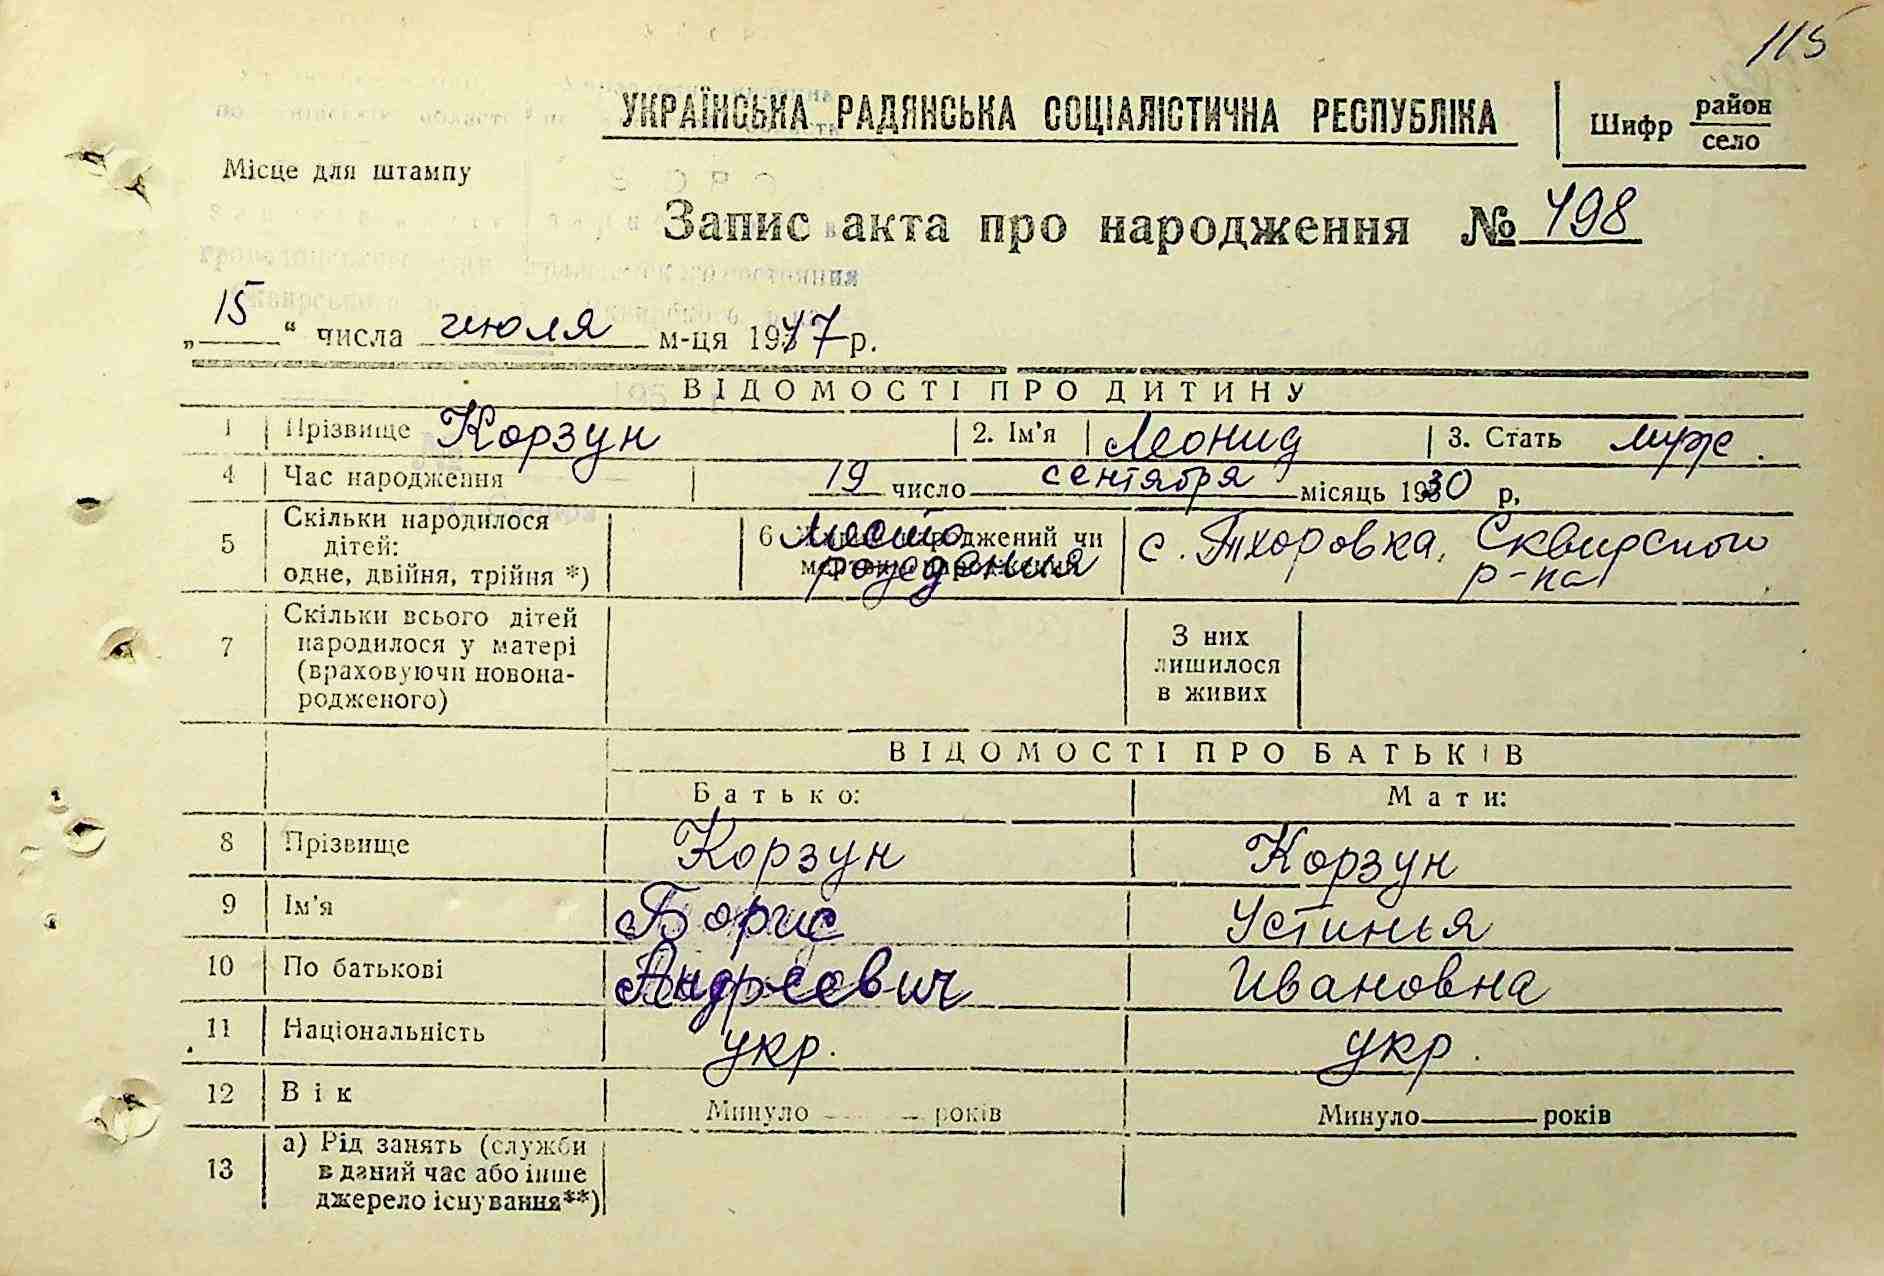 115
УКРАЇНСЬКА РАДЯНСЬКА СОЦІАЛІСТИЧНА РЕСПУБЛІКА
Шифр район
село
Місце для штампу
Запис акта про народження № 498
„15“ числа июля м-ця 1977 р.
ВІДОМОСТІ ПРО ДИТИНУ
1 Прізвище Корзун 2. Ім'я Леонид 3. Стать муж.
4 Час народження 19 число сентября місяць 1930 р,
5 Скільки народилося
дітей:
одне, двійня, трійня *)
6 Место народжений чи
рождения
с. Тхоровка, Сквирского
р-на
7 Скільки всього дітей
народилося у матері
(враховуючи новона-
родженого)
З них
лишилося
в живих
ВІДОМОСТІ ПРО БАТЬКІВ
Батько: Мати:
8 Прізвище Корзун Корзун
9 Ім'я Борис Устинья
10 По батькові Андреевич Ивановна
11 Національність укр. укр.
12 Вік Минуло років Минуло років
13 а) Рід занять (служби
в даний час або інше
джерело існування**)